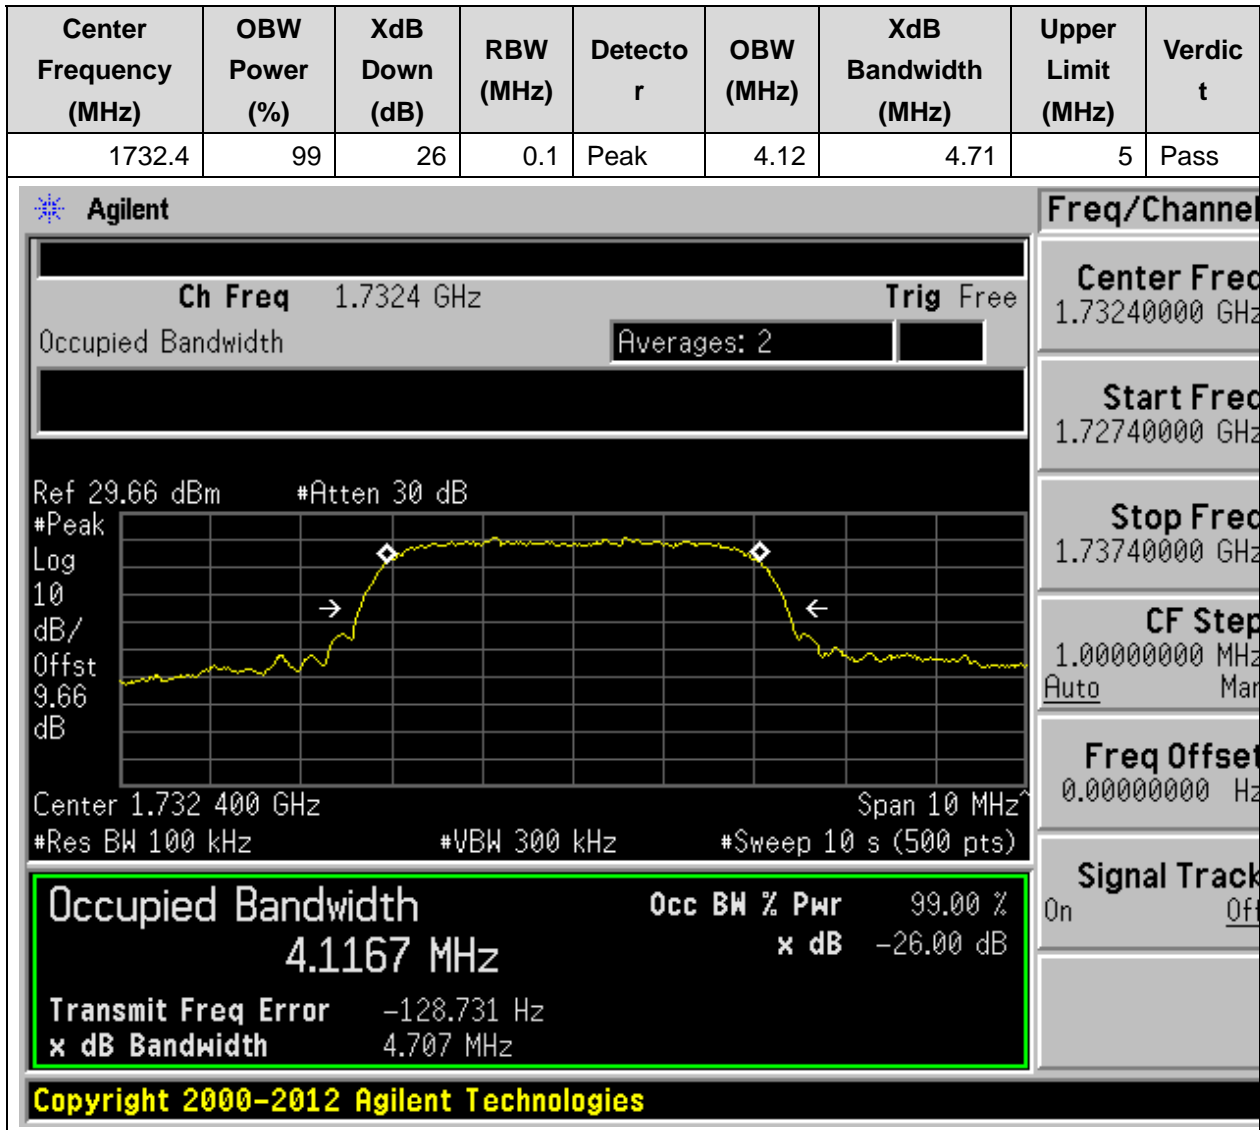 Center Frequency (MHz) OBW Power (%) XdB Down (dB) RBW (MHz) Detecto r OBW (MHz) XdB Bandwidth (MHz) Upper Limit (MHz) Verdic t
1732.4 99 26 0.1 Peak 4.12 4.71 5 Pass
Agilent
Freq/Channel
Ch Freq 1.7324 GHz Trig Free
Occupied Bandwidth Averages: 2
Center Freq
1.73240000 GHz
Start Freq
1.72740000 GHz
Stop Freq
1.73740000 GHz
CF Step
1.00000000 MHz
Auto Man
Freq Offset
0.00000000 Hz
Signal Track
On Off
Ref 29.66 dBm #Atten 30 dB
#Peak
Log
10
dB/
Offst
9.66
dB
Center 1.732 400 GHz Span 10 MHz^
#Res BW 100 kHz #VBW 300 kHz #Sweep 10 s (500 pts)
Occupied Bandwidth
4.1167 MHz
Occ BW % Pwr 99.00 %
x dB -26.00 dB
Transmit Freq Error -128.731 Hz
x dB Bandwidth 4.707 MHz
Copyright 2000-2012 Agilent Technologies